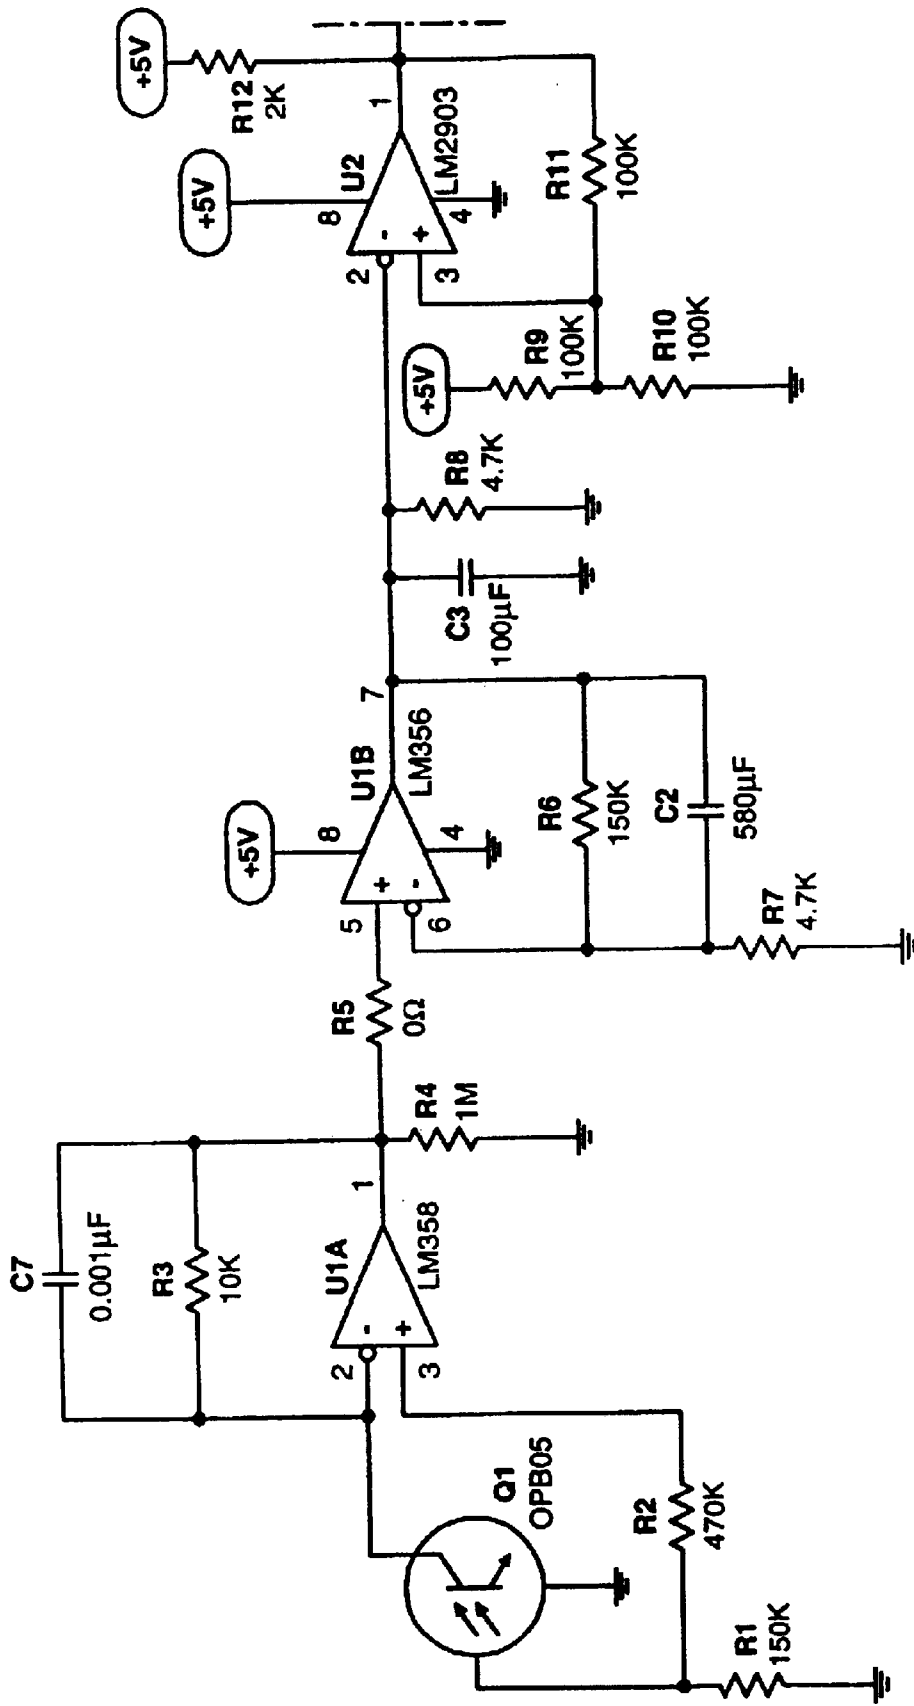 C7
0.001µF
R3
10K
2
-
+
3
U1A
LM358
1
Q1
OPB05
R2
470K
R1
150K
R4
1M
R5
0Ω
+5V
8
5
+
-
6
4
U1B
LM356
7
R6
150K
C2
580µF
R7
4.7K
C3
100µF
R8
4.7K
+5V
R9
100K
R10
100K
+5V
8
2
-
+
3
4
U2
LM2903
1
+5V
R12
2K
R11
100K